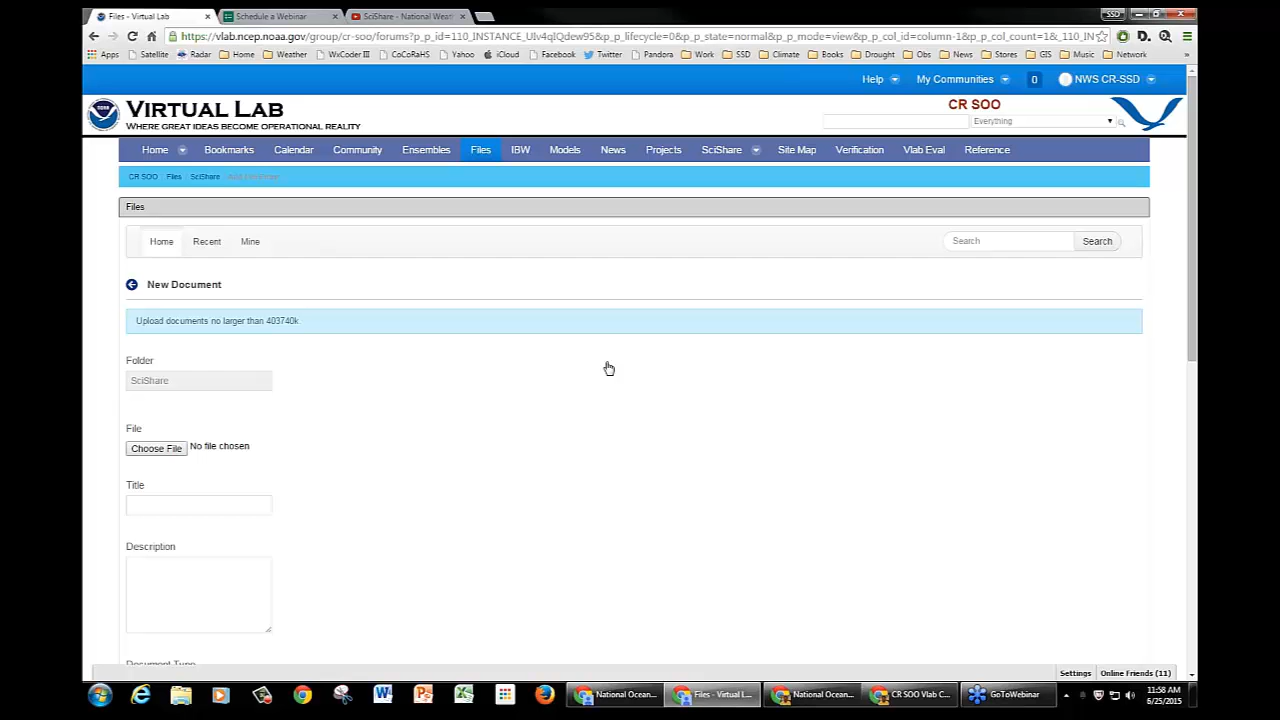 Files - Virtual Lab
Schedule a Webinar
SciShare - National Weat
SSD
https://vlab.ncep.noaa.gov/group/cr-soo/forums?p_p_id=110_INSTANCE_UIv4qIQdew95&p_p_lifecycle=0&p_p_state=normal&p_p_mode=view&p_p_col_id=column-1&p_p_col_count=1&_110_IN
Apps Satellite Radar Home Weather WxCoder III CoCoRaHS Yahoo iCloud Facebook Twitter Pandora Work SSD Climate Books Drought Obs News Stores GIS Music Network »
Help My Communities 0 NWS CR-SSD
VIRTUAL LAB
WHERE GREAT IDEAS BECOME OPERATIONAL REALITY
CR SOO
Everything
Home Bookmarks Calendar Community Ensembles Files IBW Models News Projects SciShare Site Map Verification Vlab Eval Reference
CR SOO Files SciShare
Files
Home Recent Mine Search Search
New Document
Upload documents no larger than 403740k.
Folder
SciShare
File
Choose File No file chosen
Title
Description
Document Type
Settings Online Friends (11)
National Ocean... Files - Virtual L... National Ocean... CR SOO Vlab C... GoToWebinar
11:58 AM
6/25/2015